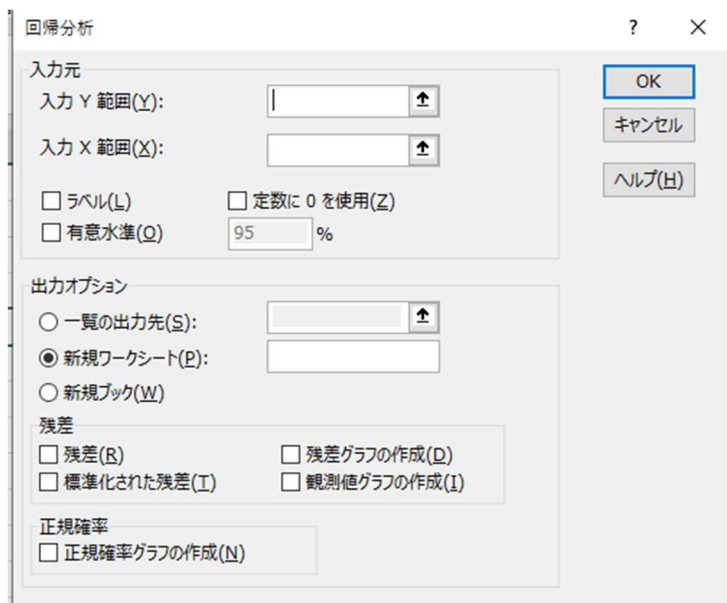 回帰分析 ?
入力元
入力 Y 範囲(Y):
入力 X 範囲(X):
ラベル(L) 定数に 0 を使用(Z)
有意水準(O) 95 %
OK
キャンセル
ヘルプ(H)
出力オプション
一覧の出力先(S):
新規ワークシート(P):
新規ブック(W)
残差
残差(R) 残差グラフの作成(D)
標準化された残差(T) 観測値グラフの作成(I)
正規確率
正規確率グラフの作成(N)